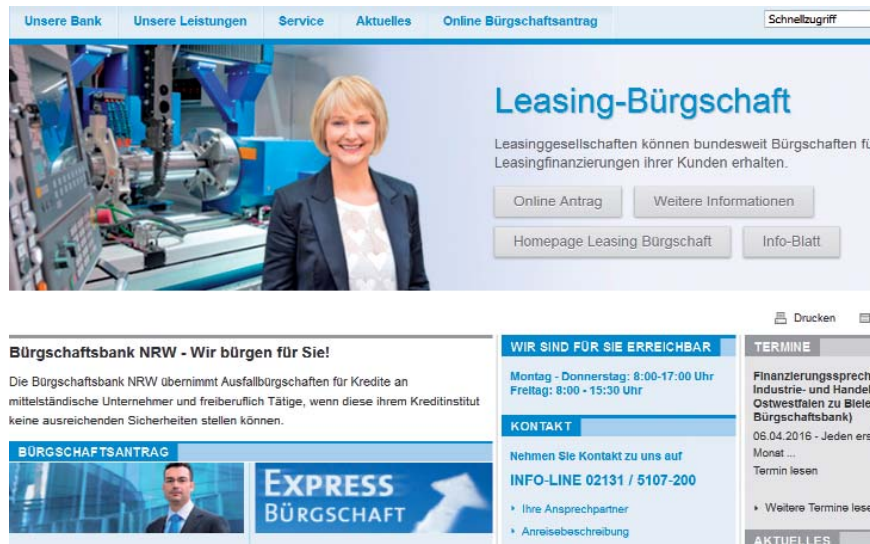 Unsere Bank Unsere Leistungen Service Aktuelles Online Bürgschaftsantrag Schnellzugriff
Leasing-Bürgschaft
Leasinggesellschaften können bundesweit Bürgschaften fü
Leasingfinanzierungen ihrer Kunden erhalten.
Online Antrag Weitere Informationen
Homepage Leasing Bürgschaft Info-Blatt
Drucken
Bürgschaftsbank NRW - Wir bürgen für Sie!
Die Bürgschaftsbank NRW übernimmt Ausfallbürgschaften für Kredite an
mittelständische Unternehmer und freiberuflich Tätige, wenn diese ihrem Kreditinstitut
keine ausreichenden Sicherheiten stellen können.
BÜRGSCHAFTSANTRAG
EXPRESS
BÜRGSCHAFT
WIR SIND FÜR SIE ERREICHBAR
Montag - Donnerstag: 8:00-17:00 Uhr
Freitag: 8:00 - 15:30 Uhr
KONTAKT
Nehmen Sie Kontakt zu uns auf
INFO-LINE 02131 / 5107-200
Ihre Ansprechpartner
Anreisebeschreibung
TERMINE
Finanzierungssprech
Industrie- und Handel
Ostwestfalen zu Biele
Bürgschaftsbank)
06.04.2016 - Jeden ers
Monat ...
Termin lesen
Weitere Termine lese
AKTUELLES